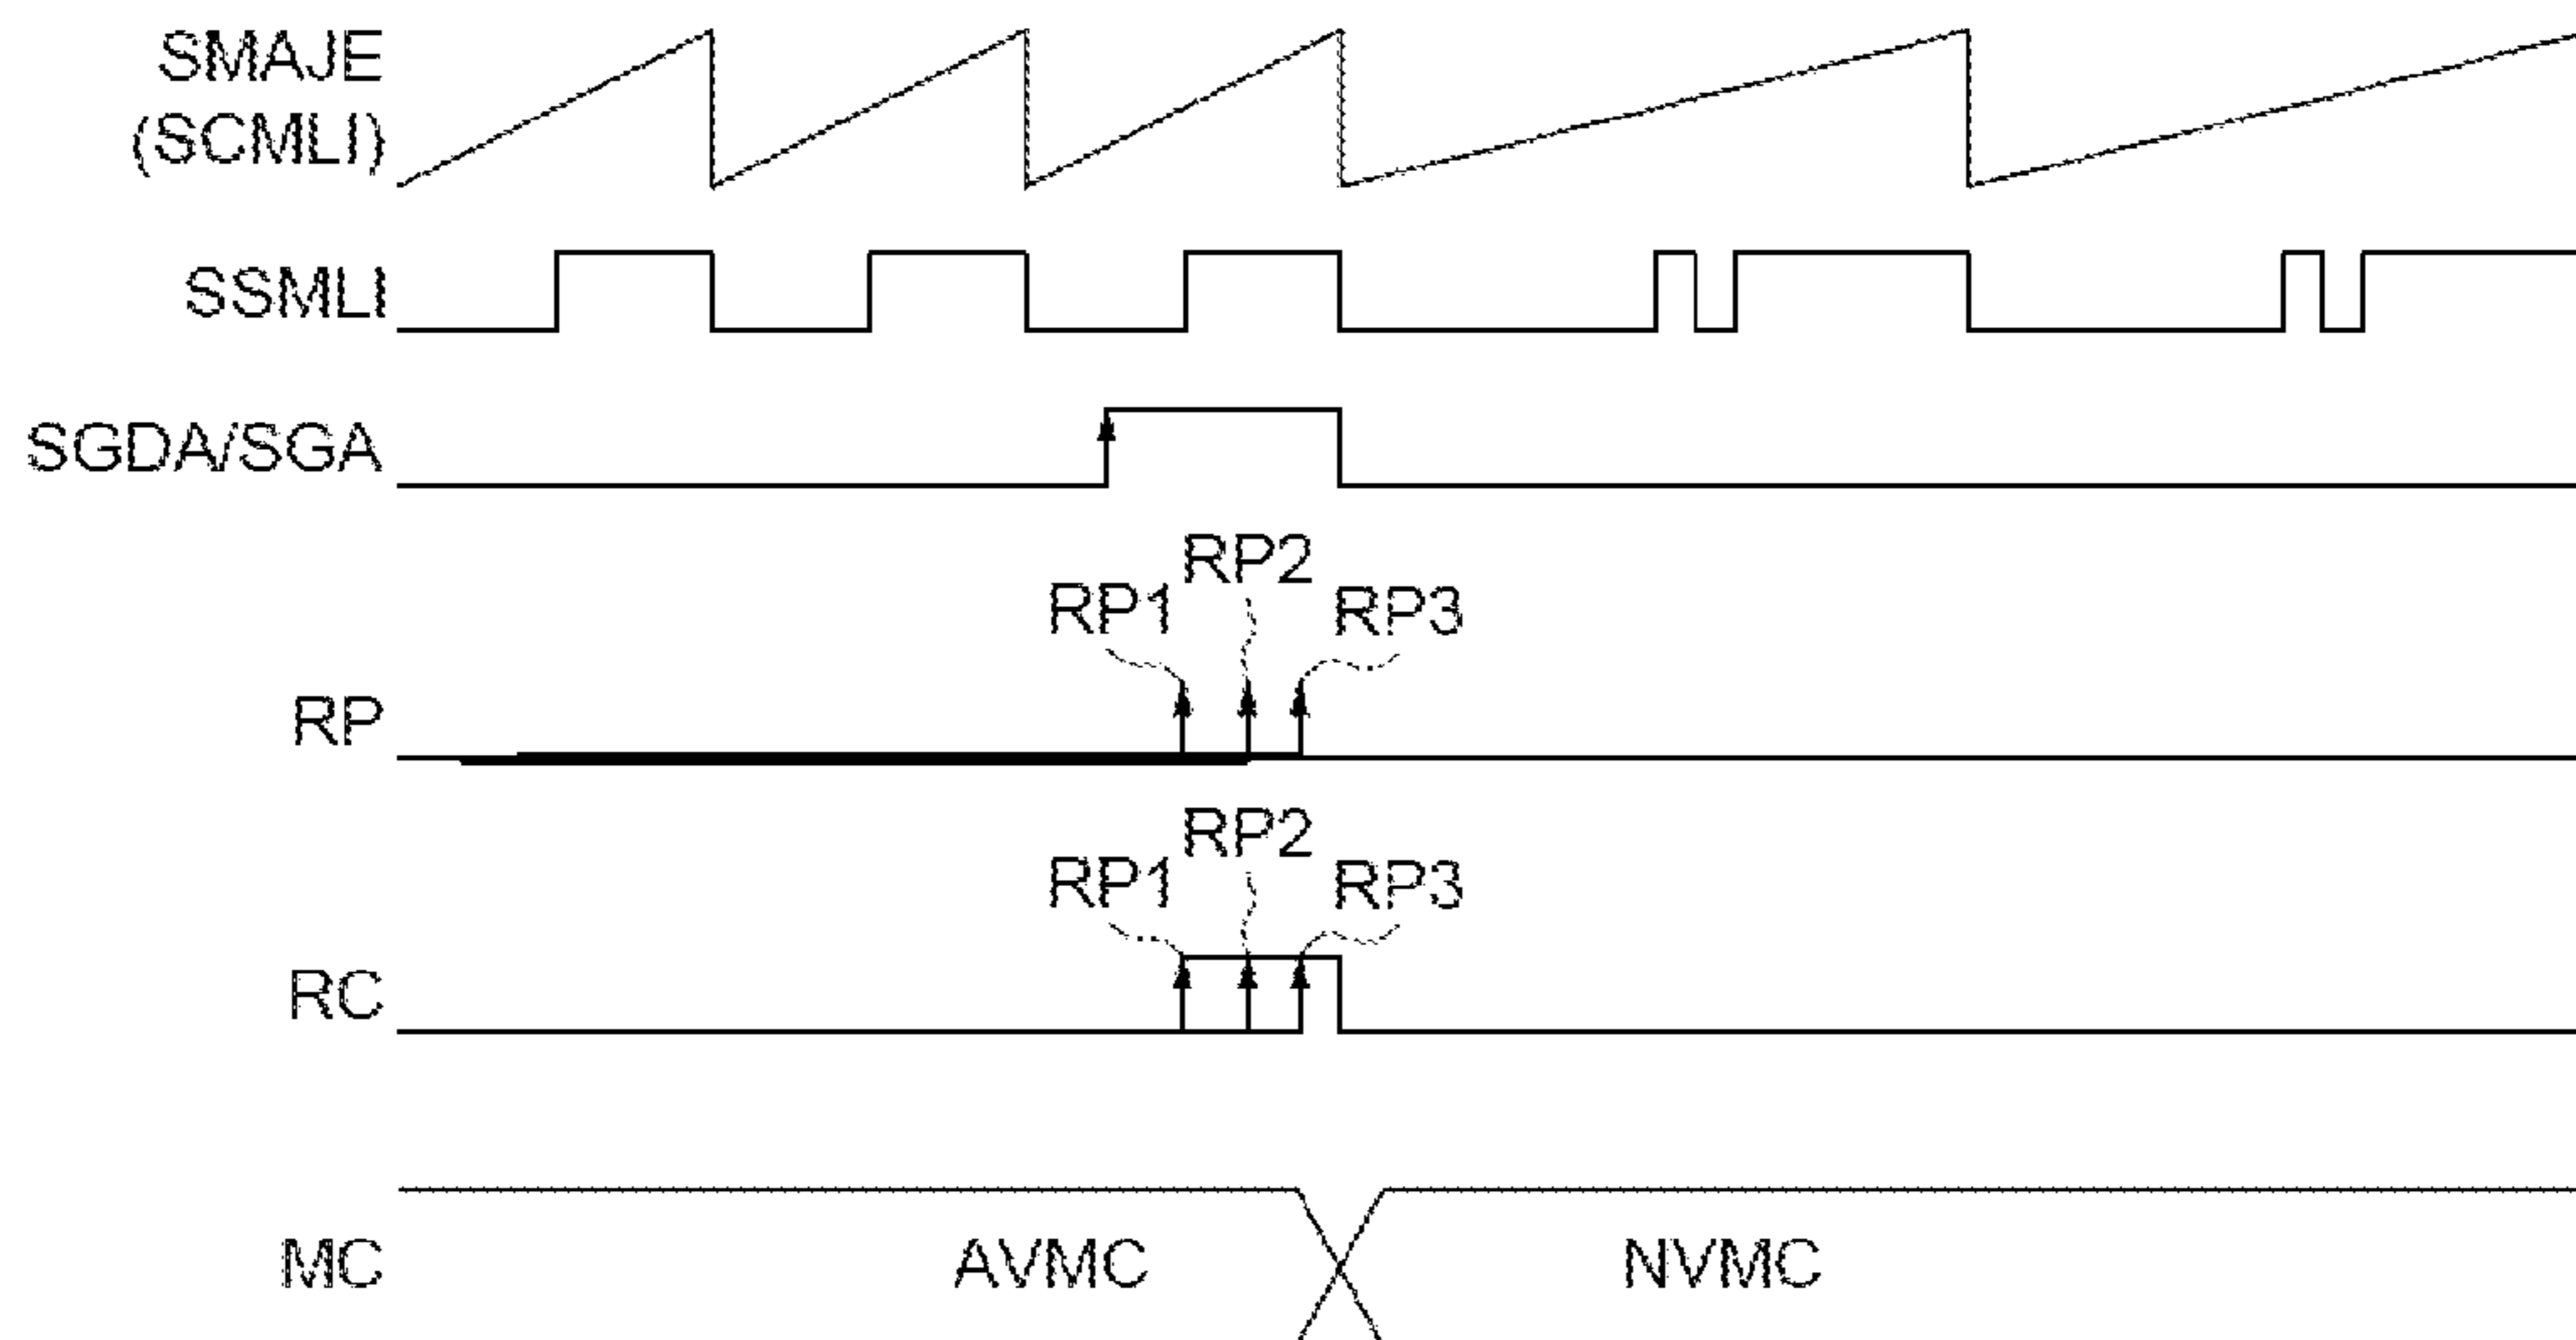 SMAJE
(SCMLI)
SSMLI
SGDA/SGA
RP2
RP1
RP3
RP
RP2
RP1
RP3
RC
MC
AVMC
NVMC